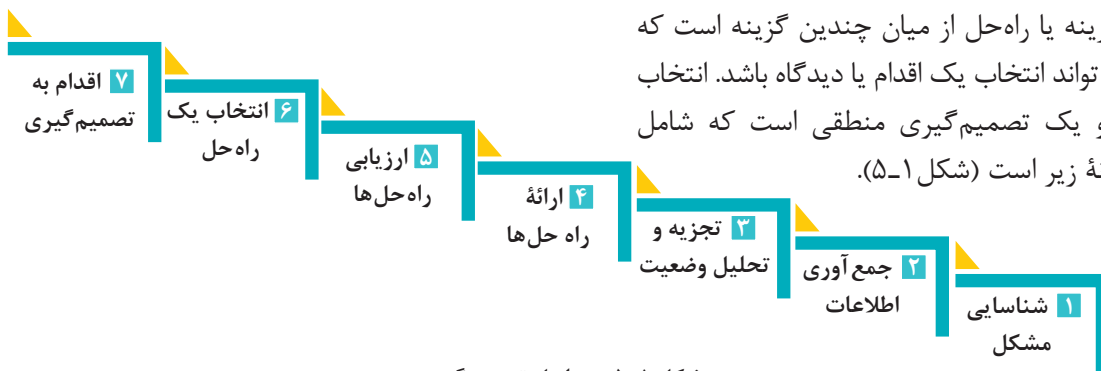 گزینه یا راه‌حل از میان چندین گزینه است که
تواند انتخاب یک اقدام یا دیدگاه باشد. انتخاب
و یک تصمیم‌گیری منطقی است که شامل
زیر است (شکل ۱ـ۵).
۱ شناسایی
مشکل
۲ جمع‌آوری
اطلاعات
۳ تجزیه و
تحلیل وضعیت
۴ ارائهٔ
راه حل‌ها
۵ ارزیابی
راه‌حل‌ها
۶ انتخاب یک
راه‌حل
۷ اقدام به
تصمیم‌گیری